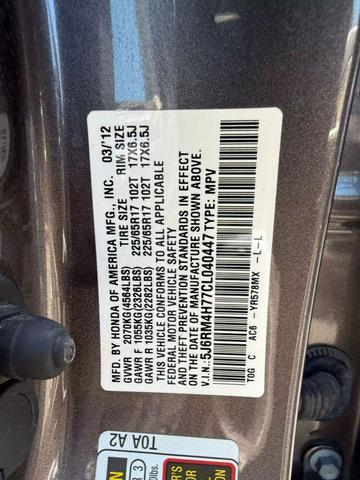 MFD. BY HONDA OF AMERICA MFG., INC. 03/'12
TIRE SIZE RIM SIZE
GVWR 2070KG(4564LBS)
GAWR F 1055KG(2326LBS) 225/65R17 102T 17X6.5J
GAWR R 1035KG(2282LBS) 225/65R17 102T 17X6.5J
THIS VEHICLE CONFORMS TO ALL APPLICABLE
FEDERAL MOTOR VEHICLE SAFETY
AND THEFT PREVENTION STANDARDS IN EFFECT
ON THE DATE OF MANUFACTURE SHOWN ABOVE.
V.I.N.:5J6RM4H77CL040447 TYPE: MPV
TOG C AC6 -YR578MX -L-L
T0A A2